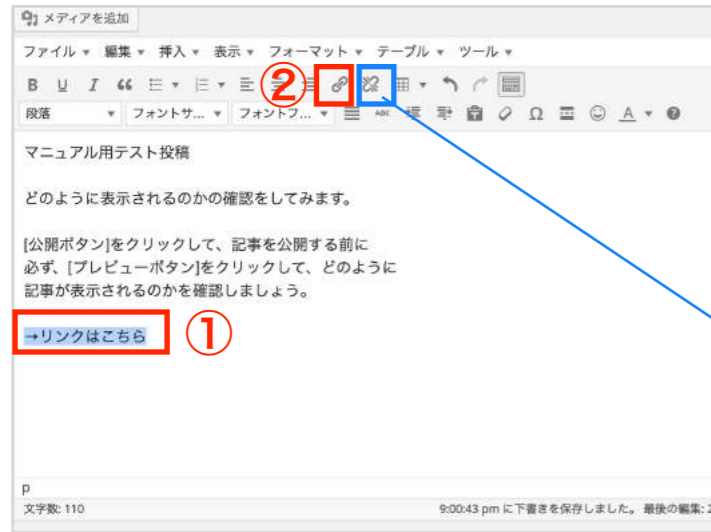 メディアを追加
ファイル 編集 挿入 表示 フォーマット テーブル ツール
B U I ②
段落 フォントサ... フォントフ... ABC Ω A
マニュアル用テスト投稿
どのように表示されるのかの確認をしてみます。
[公開ボタン]をクリックして、記事を公開する前に
必ず、[プレビューボタン]をクリックして、どのように
記事が表示されるのかを確認しましょう。
→リンクはこちら ①
p
文字数: 110 9:00:43 pm に下書きを保存しました。 最後の編集: 2